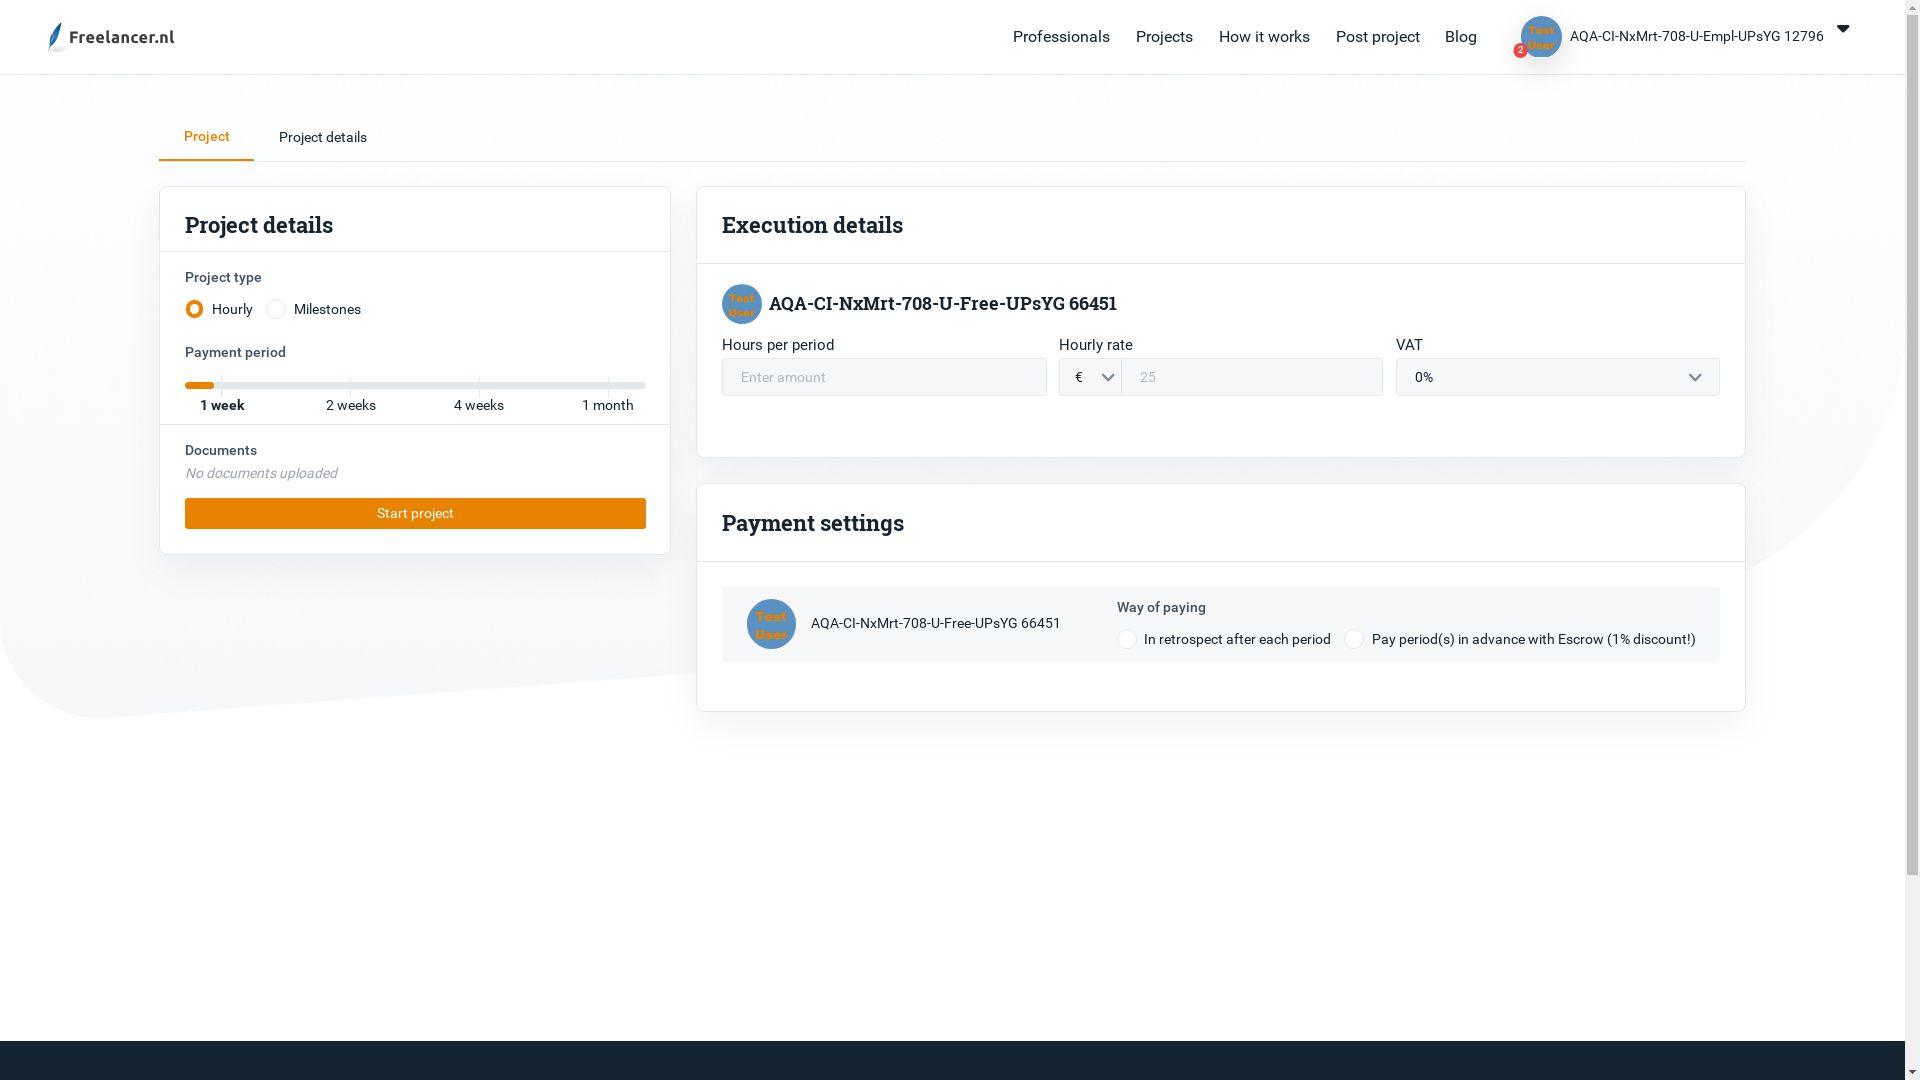 Freelancer.nl
Professionals Projects How it works Post project Blog
Test User
2
AQA-CI-NxMrt-708-U-Empl-UPsYG 12796
Project Project details
Project details
Project type
Hourly Milestones
Payment period
1 week 2 weeks 4 weeks 1 month
Documents
No documents uploaded
Start project
Execution details
Test User
AQA-CI-NxMrt-708-U-Free-UPsYG 66451
Hours per period Hourly rate VAT
Enter amount € 25 0%
Payment settings
Test User
AQA-CI-NxMrt-708-U-Free-UPsYG 66451
Way of paying
In retrospect after each period Pay period(s) in advance with Escrow (1% discount!)